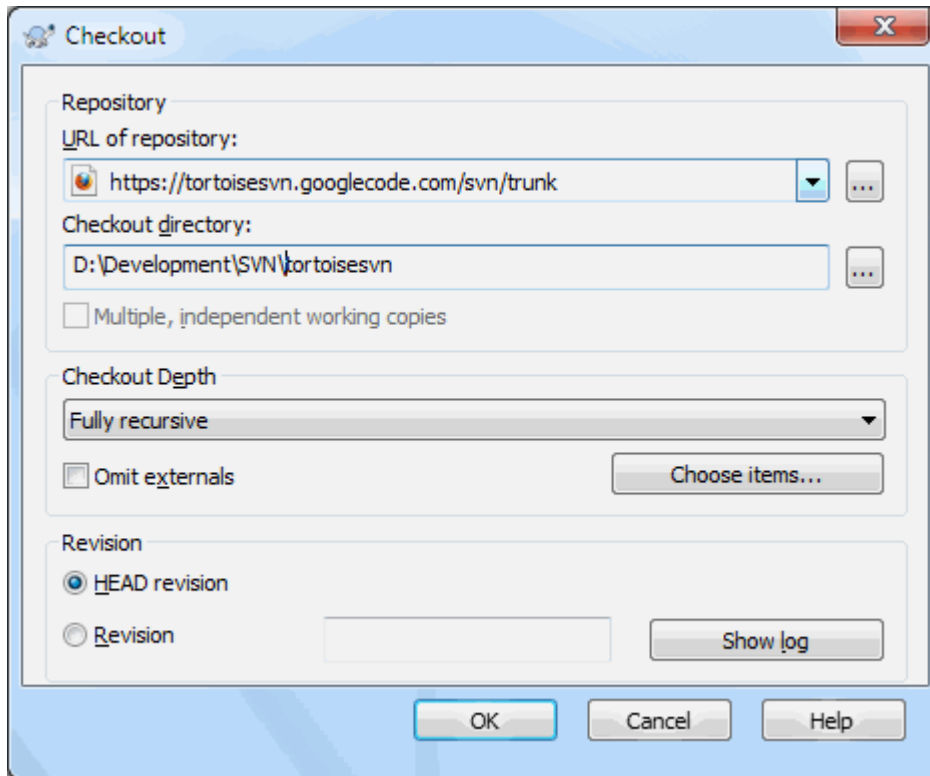 Checkout
Repository
URL of repository:
https://tortoisesvn.googlecode.com/svn/trunk
...
Checkout directory:
D:\Development\SVN\tortoisesvn
...
Multiple, independent working copies
Checkout Depth
Fully recursive
Omit externals
Choose items...
Revision
HEAD revision
Revision
Show log
OK
Cancel
Help